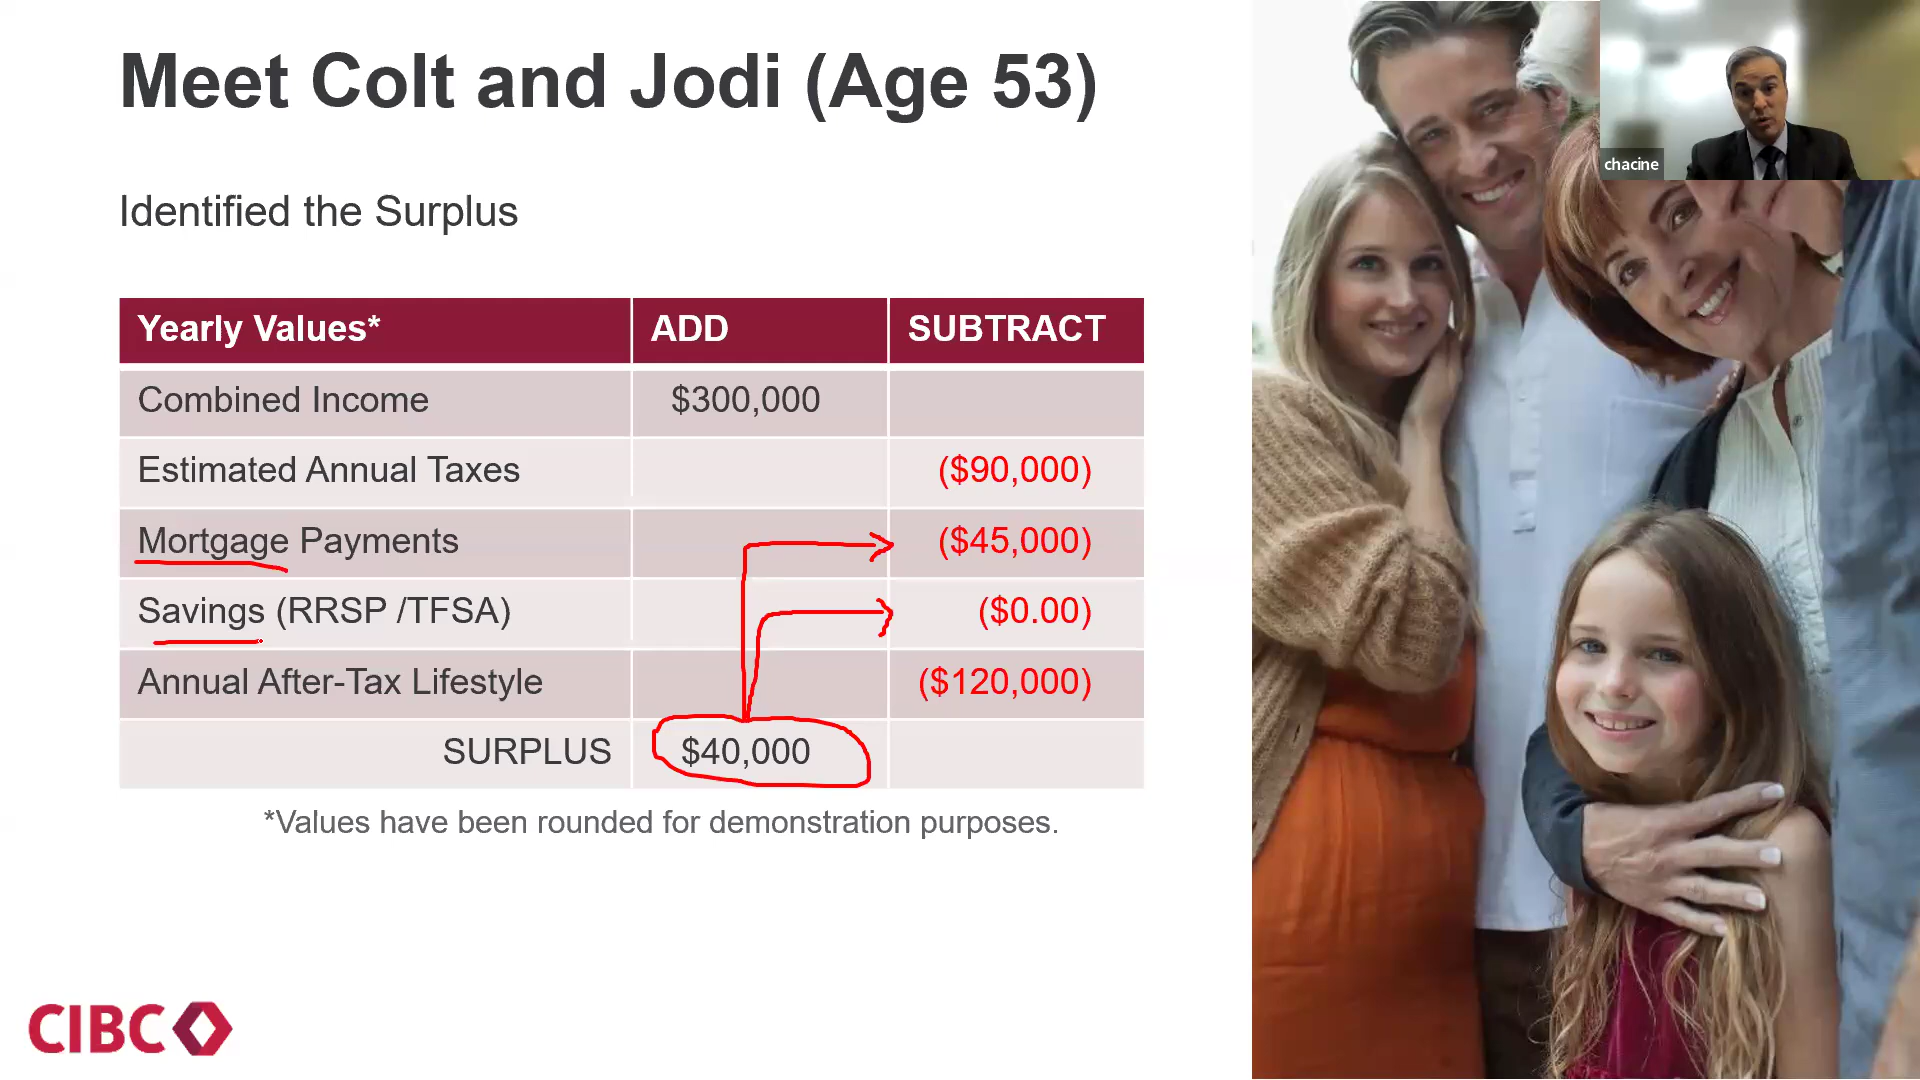 Meet Colt and Jodi (Age 53)
chacine
Identified the Surplus
Yearly Values* ADD SUBTRACT
Combined Income $300,000
Estimated Annual Taxes ($90,000)
Mortgage Payments ($45,000)
Savings (RRSP /TFSA) ($0.00)
Annual After-Tax Lifestyle ($120,000)
SURPLUS $40,000
*Values have been rounded for demonstration purposes.
CIBC